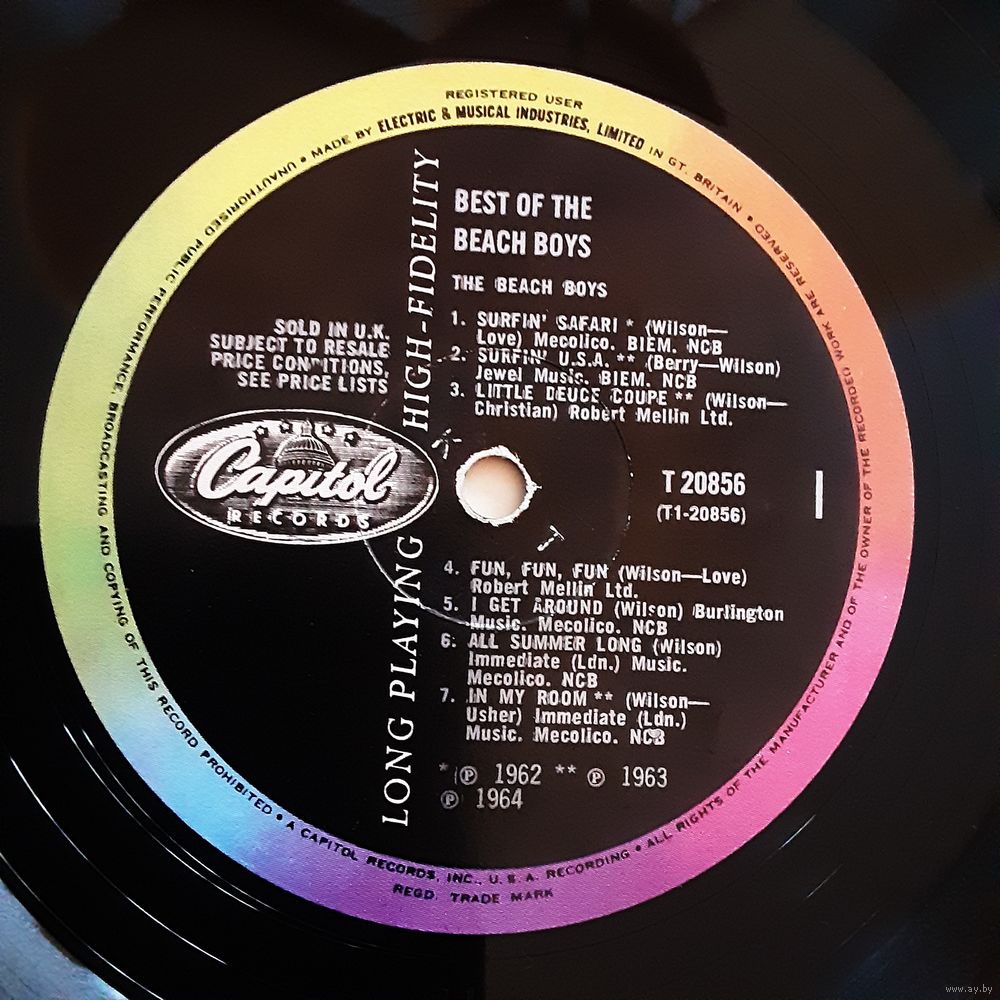 REGISTERED USER
UNAUTHORISED PUBLIC PERFORMANCE, BROADCASTING AND COPYING OF THIS RECORD PROHIBITED • A CAPITOL RECORDS, INC., U. S. A. RECORDING • ALL RIGHTS OF THE MANUFACTURER AND OF THE OWNER OF THE RECORDED WORK ARE RESERVED • MADE BY ELECTRIC & MUSICAL INDUSTRIES, LIMITED IN GT. BRITAIN
REGD. TRADE MARK
LONG PLAYING HIGH-FIDELITY
BEST OF THE
BEACH BOYS
THE BEACH BOYS
SOLD IN U.K.
SUBJECT TO RESALE
PRICE CONDITIONS,
SEE PRICE LISTS
Capitol
RECORDS
1. SURFIN' SAFARI * (Wilson—
Love) Mecolico. BIEM. NCB
2. SURFIN' U.S.A. ** (Berry—Wilson)
Jewel Music. BIEM. NCB
3. LITTLE DEUCE COUPE ** (Wilson—
Christian) Robert Mellin Ltd.
T 20856
(T1-20856)
1
4. FUN, FUN, FUN (Wilson—Love)
Robert Mellin Ltd.
5. I GET AROUND (Wilson) Burlington
Music. Mecolico. NCB
6. ALL SUMMER LONG (Wilson)
Immediate (Ldn.) Music.
Mecolico. NCB
7. IN MY ROOM ** (Wilson—
Usher) Immediate (Ldn.)
Music. Mecolico. NCB
* ℗ 1962 ** ℗ 1963
℗ 1964
www.ay.by